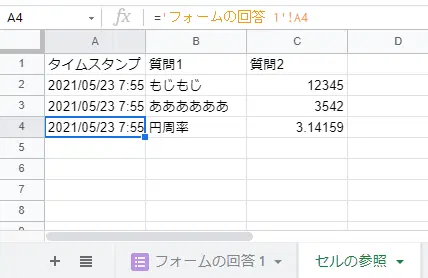 A4 fx ='フォームの回答 1'!A4
A B C D
1 タイムスタンプ 質問1 質問2
2 2021/05/23 7:55 もじもじ 12345
3 2021/05/23 7:55 ああああああ 3542
4 2021/05/23 7:55 円周率 3.14159
5
6
7
8
フォームの回答 1 セルの参照